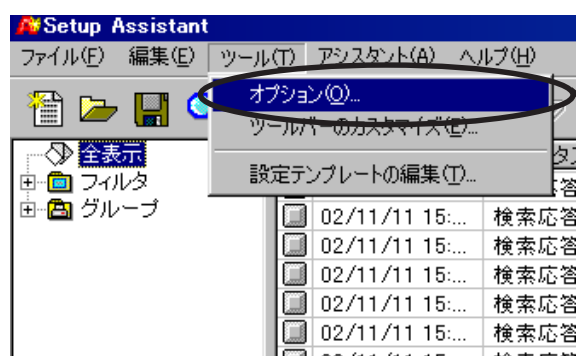 Setup Assistant
ファイル(F) 編集(E) ツール(T) アシスタント(A) ヘルプ(H)
オプション(O)...
ツールバーのカスタマイズ(E)...
設定テンプレートの編集(T)...
全表示
フィルタ
グループ
02/11/11 15:... 検索応答
02/11/11 15:... 検索応答
02/11/11 15:... 検索応答
02/11/11 15:... 検索応答
02/11/11 15:... 検索応答